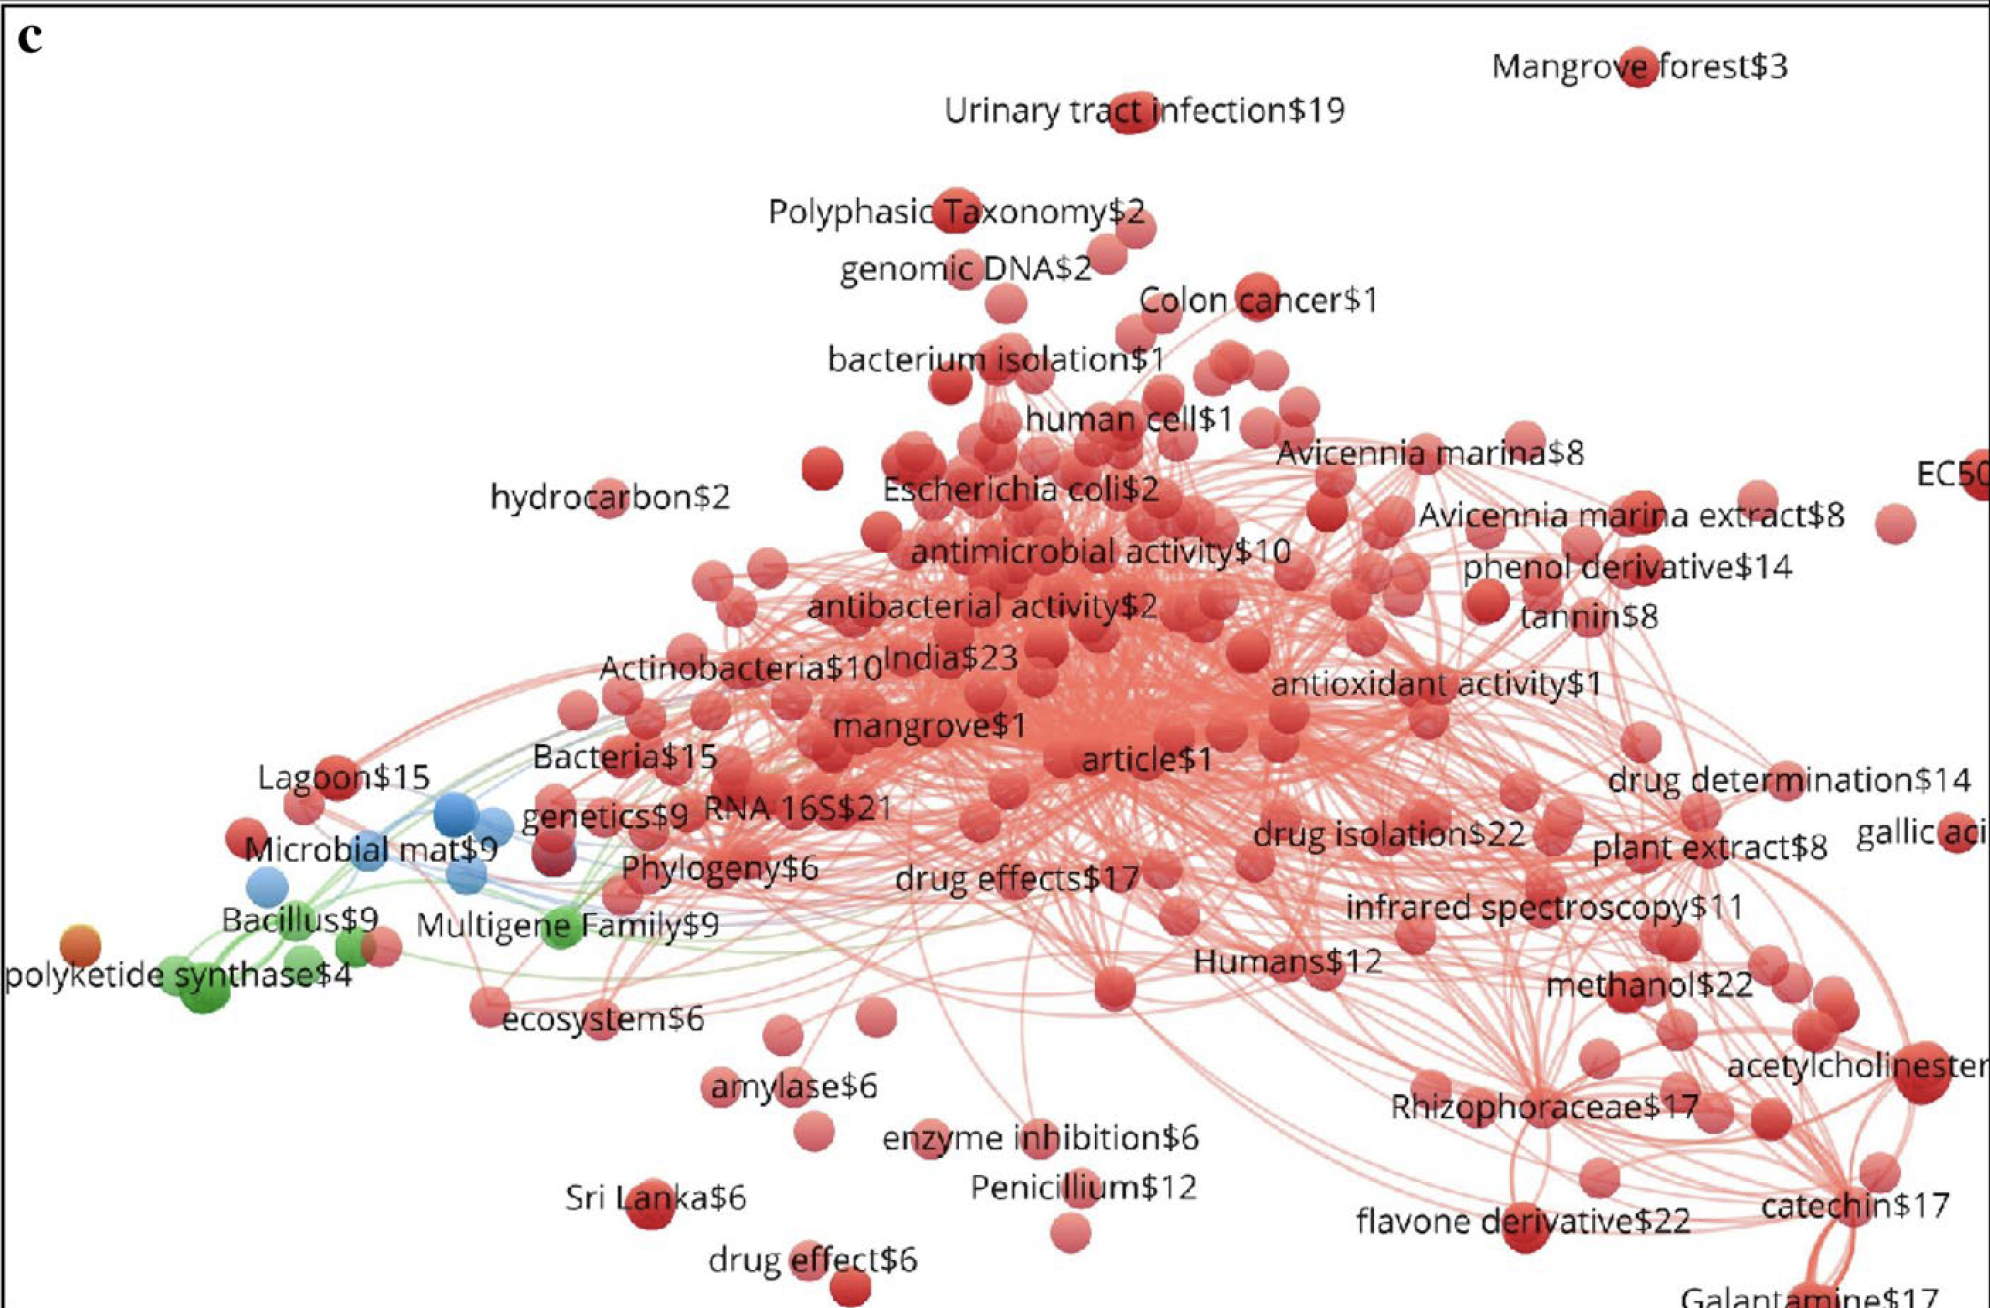 c
Mangrove forest$3
Urinary tract infection$19
Polyphasic Taxonomy$2
genomic DNA$2
Colon cancer$1
bacterium isolation$1
human cell$1
Avicennia marina$8
EC50
Escherichia coli$2
hydrocarbon$2
Avicennia marina extract$8
antimicrobial activity$10
phenol derivative$14
antibacterial activity$2
tannin$8
India$23
Actinobacteria$10
antioxidant activity$1
mangrove$1
Bacteria$15
article$1
Lagoon$15
drug determination$14
RNA 16S$21
genetics$9
drug isolation$22
gallic aci
Microbial mat$9
plant extract$8
Phylogeny$6
drug effects$17
infrared spectroscopy$11
Bacillus$9
Multigene Family$9
Humans$12
polyketide synthase$4
methanol$22
ecosystem$6
acetylcholinester
amylase$6
Rhizophoraceae$17
enzyme inhibition$6
Penicillium$12
Sri Lanka$6
catechin$17
flavone derivative$22
drug effect$6
Galantamine$17